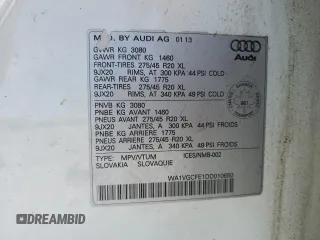 MFD. BY AUDI AG 01 13
GVWR KG 3080
GAWR FRONT KG 1460
FRONT-TIRES 275/45 R20 XL
9JX20 RIMS, AT 300 KPA 44 PSI COLD
GAWR REAR KG 1775
REAR-TIRES 275/45 R20 XL
9JX20 RIMS, AT 340 KPA 49 PSI COLD
Audi
PNVB KG 3080
PNBE KG AVANT 1460
PNEUS AVANT 275/45 R20 XL
9JX20 JANTES, A 300 KPA 44 PSI FROIDS
PNBE KG ARRIERE 1775
PNEUS ARRIERE 275/45 R20 XL
9JX20 JANTES, A 340 KPA 49 PSI FROIDS
TYPE: MPV/VTUM ICES/NMB-002
SLOVAKIA SLOVAQUIE